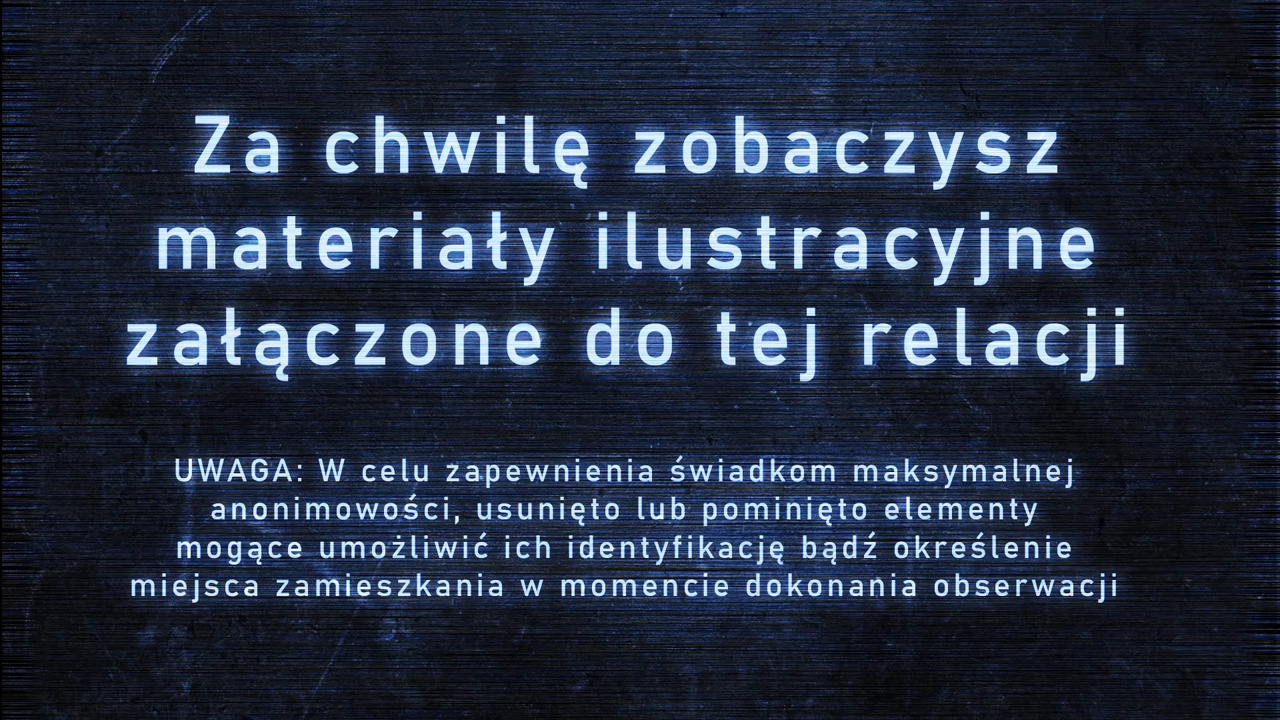 Za chwilę zobaczysz
materiały ilustracyjne
załączone do tej relacji
UWAGA: W celu zapewnienia świadkom maksymalnej
anonimowości, usunięto lub pominięto elementy
mogące umożliwić ich identyfikację bądź określenie
miejsca zamieszkania w momencie dokonania obserwacji